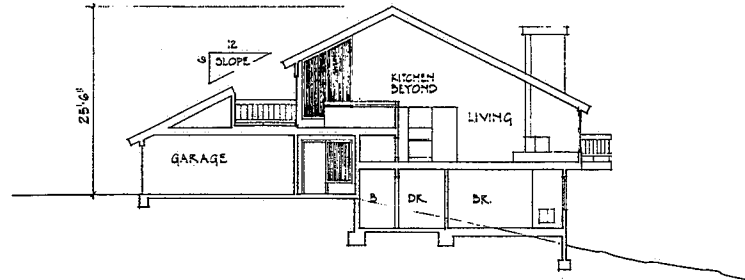 12
6
SLOPE
25'6"
KITCHEN
BEYOND
LIVING
GARAGE
B
DR.
BR.